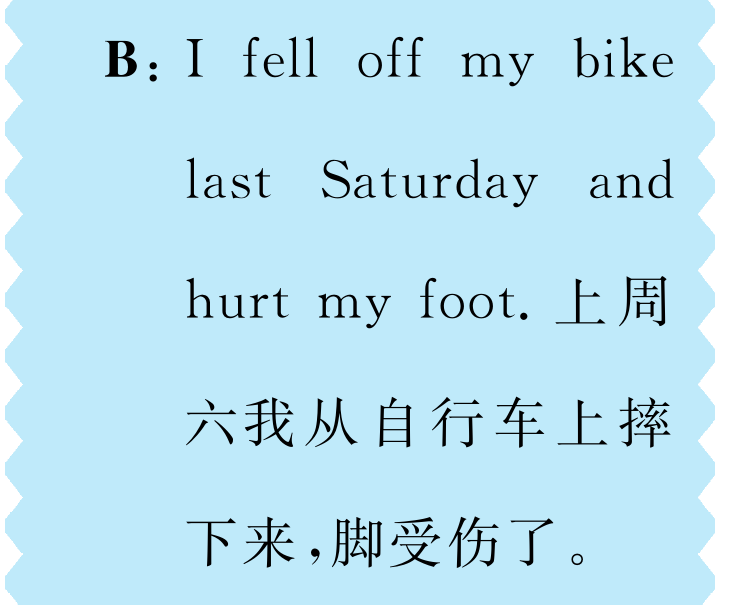 B: I fell off my bike
last Saturday and
hurt my foot. 上周
六我从自行车上摔
下来,脚受伤了。